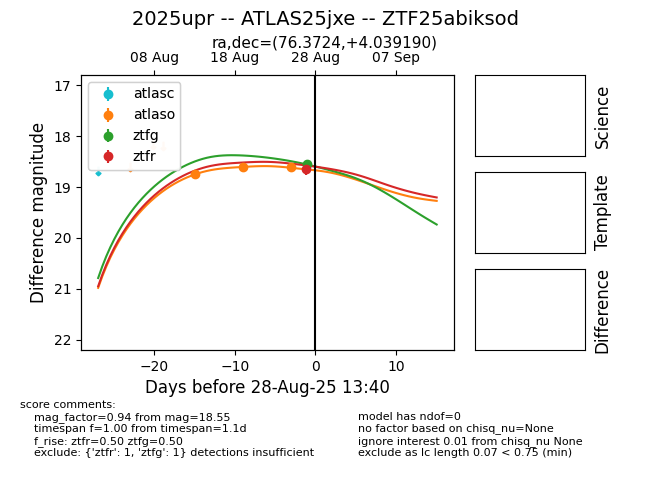 2025upr -- ATLAS25jxe -- ZTF25abiksod
ra,dec=(76.3724,+4.039190)
08 Aug 18 Aug 28 Aug 07 Sep
17
18
19
20
21
22
Difference magnitude
atlasc
atlaso
ztfg
ztfr
−20 −10 0 10
Days before 28-Aug-25 13:40
Science
Template
Difference
score comments:
mag_factor=0.94 from mag=18.55
timespan f=1.00 from timespan=1.1d
f_rise: ztfr=0.50 ztfg=0.50
exclude: {'ztfr': 1, 'ztfg': 1} detections insufficient
model has ndof=0
no factor based on chisq_nu=None
ignore interest 0.01 from chisq_nu None
exclude as lc length 0.07 < 0.75 (min)